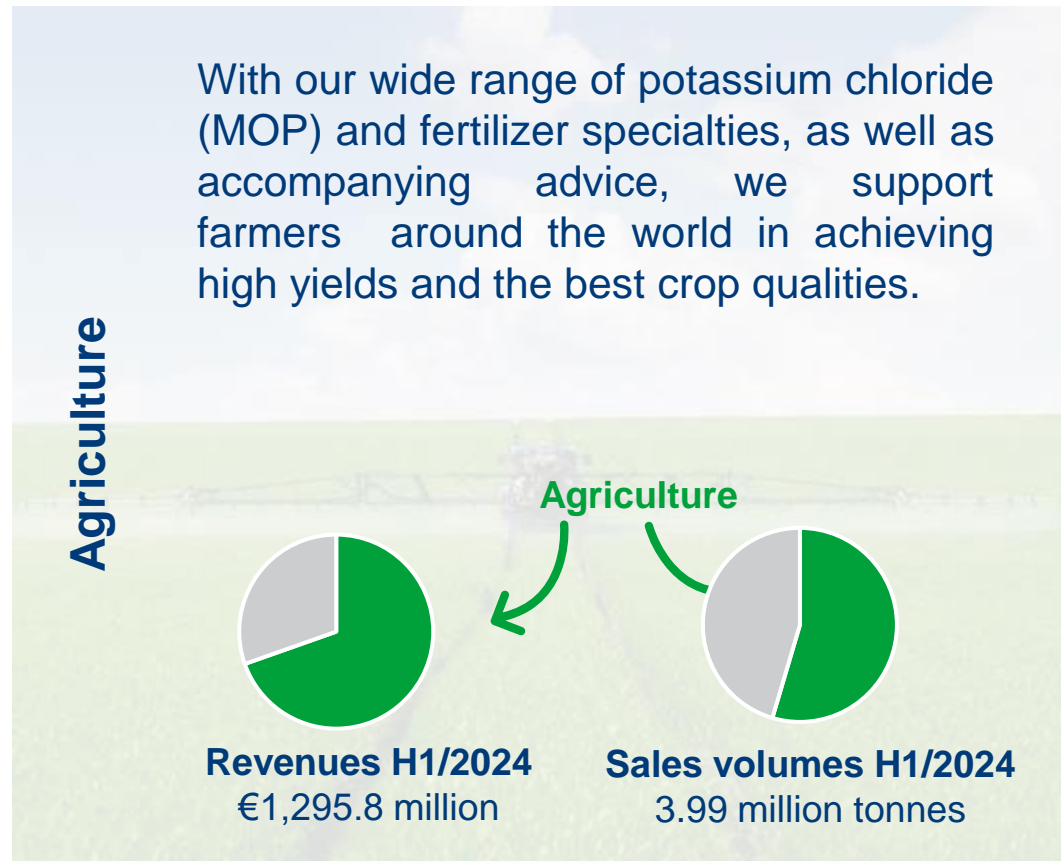 With our wide range of potassium chloride
(MOP) and fertilizer specialties, as well as
accompanying advice, we support
farmers around the world in achieving
high yields and the best crop qualities.
Agriculture
Agriculture
Revenues H1/2024
€1,295.8 million
Sales volumes H1/2024
3.99 million tonnes